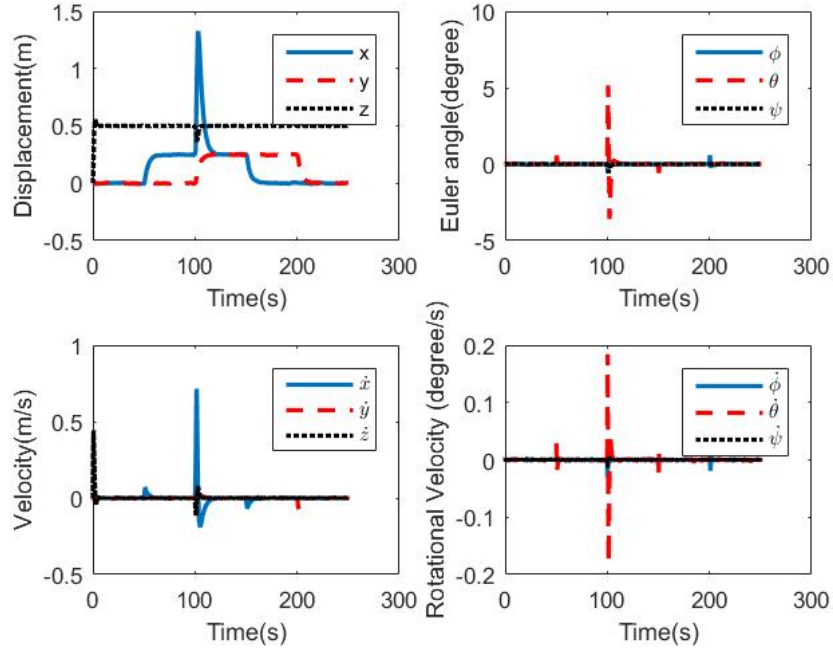 1.5
1
0.5
0
-0.5
Displacement(m)
x
y
z
0 100 200 300
Time(s)
10
5
0
-5
Euler angle(degree)
ϕ
θ
ψ
0 100 200 300
Time(s)
1
0.5
0
-0.5
Velocity(m/s)
ẋ
ẏ
ż
0 100 200 300
Time(s)
0.2
0.1
0
-0.1
-0.2
Rotational Velocity (degree/s)
ϕ̇
θ̇
ψ̇
0 100 200 300
Time(s)